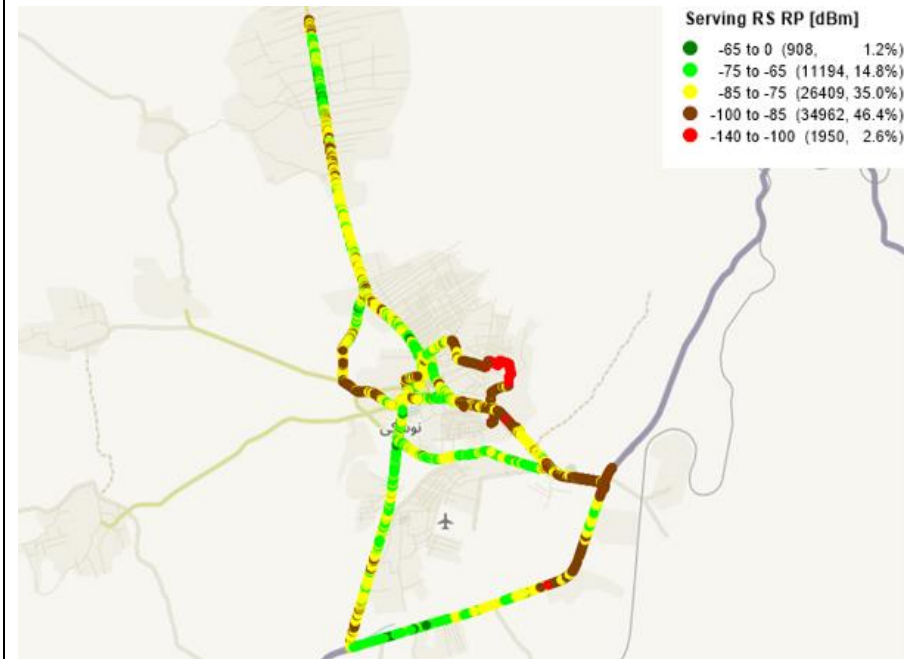 Serving RS RP [dBm]
-65 to 0 (908, 1.2%)
-75 to -65 (11194, 14.8%)
-85 to -75 (26409, 35.0%)
-100 to -85 (34962, 46.4%)
-140 to -100 (1950, 2.6%)